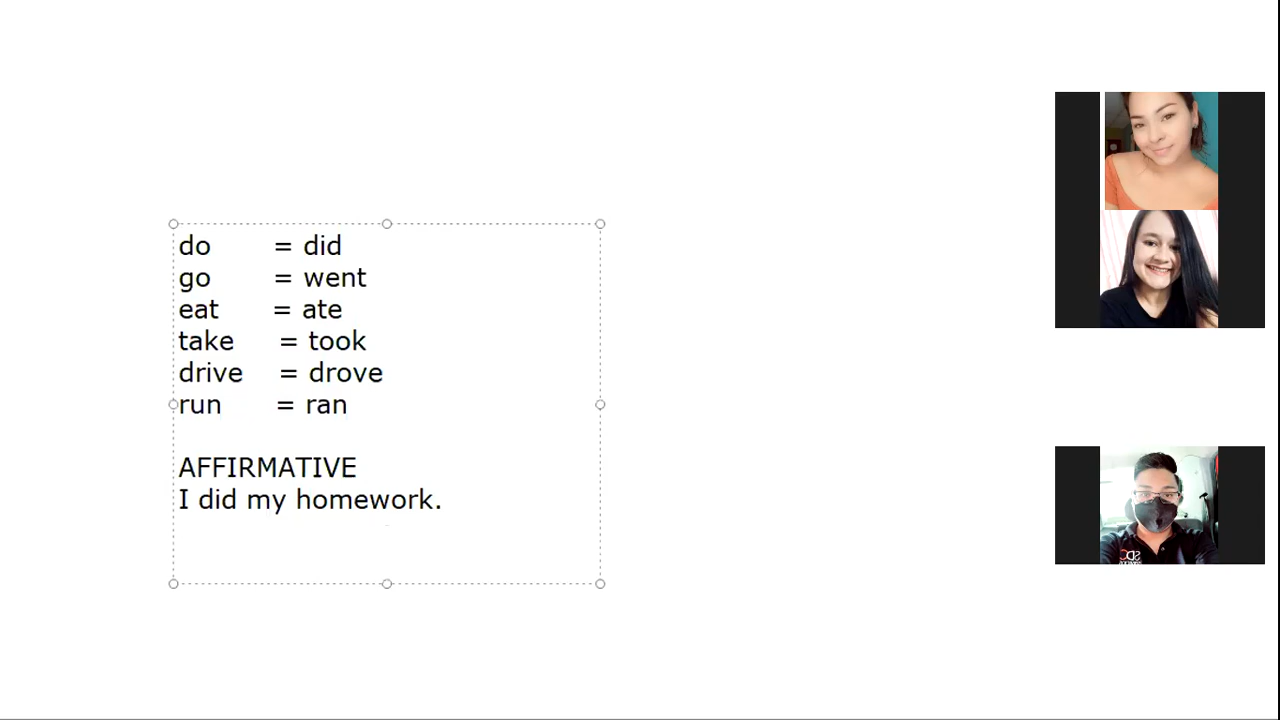 do = did
go = went
eat = ate
take = took
drive = drove
run = ran
AFFIRMATIVE
I did my homework.